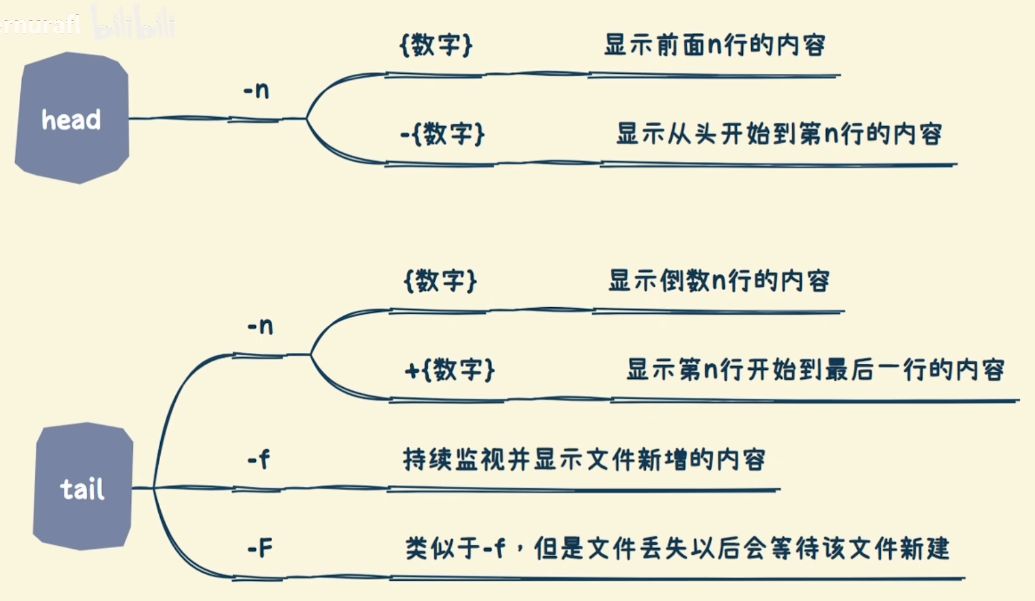 bilibili
{数字}
显示前面n行的内容
-n
head
-{数字}
显示从头开始到第n行的内容
{数字}
显示倒数n行的内容
-n
+{数字}
显示第n行开始到最后一行的内容
-f
持续监视并显示文件新增的内容
tail
-F
类似于-f，但是文件丢失以后会等待该文件新建